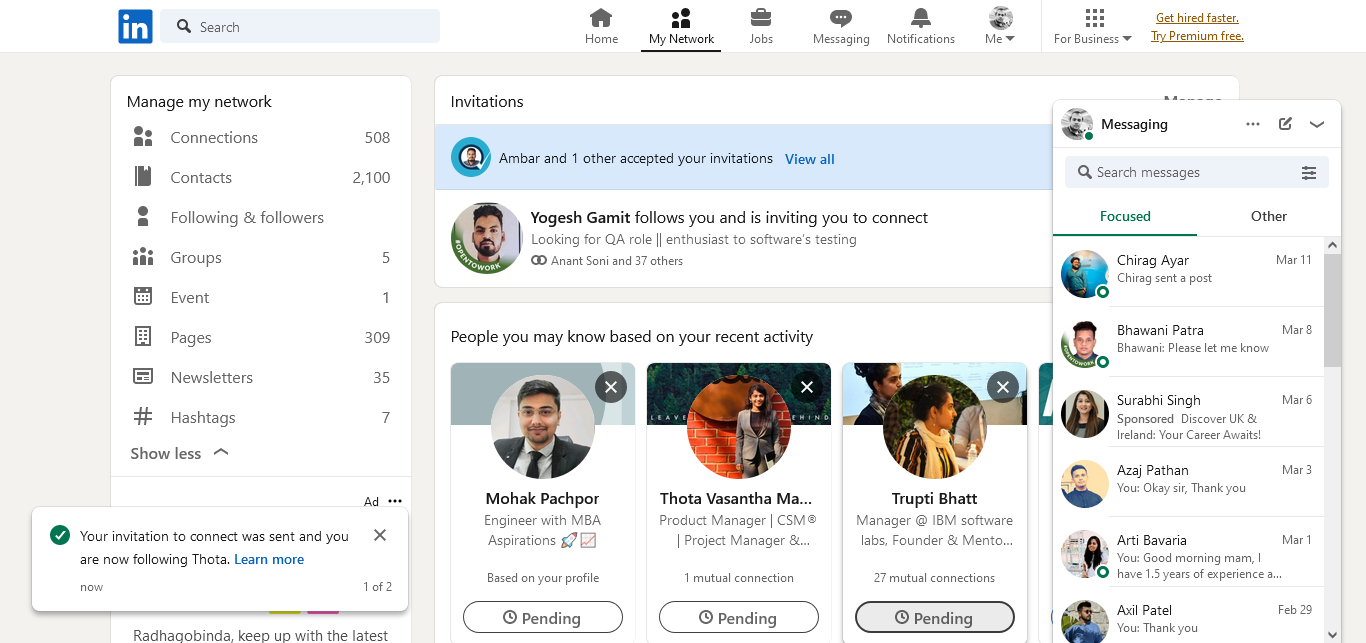 in
Search
Home
My Network
Jobs
Messaging
Notifications
Me
For Business
Get hired faster.
Try Premium free.
Manage my network
Connections 508
Contacts 2,100
Following & followers
Groups 5
Event 1
Pages 309
Newsletters 35
Hashtags 7
Show less
Ad
Your invitation to connect was sent and you
are now following Thota. Learn more
now 1 of 2
Radhagobinda, keep up with the latest
Invitations
Ambar and 1 other accepted your invitations View all
Yogesh Gamit follows you and is inviting you to connect
Looking for QA role || enthusiast to software's testing
Anant Soni and 37 others
#OPENTOWORK
People you may know based on your recent activity
Mohak Pachpor
Engineer with MBA
Aspirations 🚀📈
Based on your profile
Pending
LEAVE BEHIND
Thota Vasantha Ma...
Product Manager | CSM®
| Project Manager &...
1 mutual connection
Pending
Trupti Bhatt
Manager @ IBM software
labs, Founder & Mento...
27 mutual connections
Pending
Messaging
Search messages
Focused
Other
Chirag Ayar Mar 11
Chirag sent a post
Bhawani Patra Mar 8
Bhawani: Please let me know
Surabhi Singh Mar 6
Sponsored Discover UK &
Ireland: Your Career Awaits!
Azaj Pathan Mar 3
You: Okay sir, Thank you
Arti Bavaria Mar 1
You: Good morning mam, I
have 1.5 years of experience a...
Axil Patel Feb 29
You: Thank you